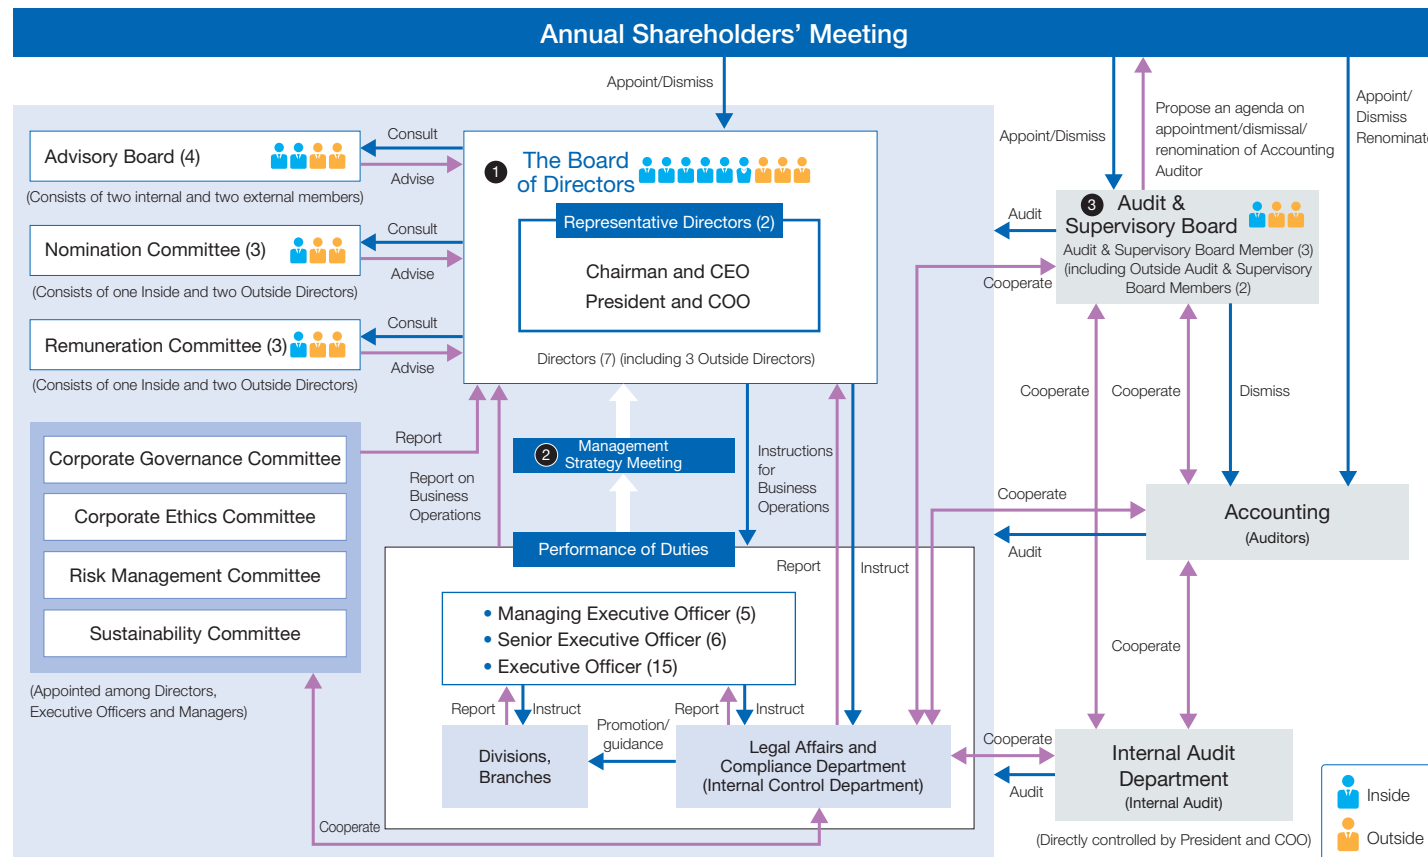 Annual Shareholders’ Meeting
Appoint/Dismiss
Advisory Board (4)
(Consists of two internal and two external members)
Consult
Advise
Nomination Committee (3)
(Consists of one Inside and two Outside Directors)
Consult
Advise
Remuneration Committee (3)
(Consists of one Inside and two Outside Directors)
Consult
Advise
1
The Board
of Directors
Representative Directors (2)
Chairman and CEO
President and COO
Directors (7) (including 3 Outside Directors)
Corporate Governance Committee
Corporate Ethics Committee
Risk Management Committee
Sustainability Committee
(Appointed among Directors,
Executive Officers and Managers)
Report
Report on
Business
Operations
2
Management
Strategy Meeting
Instructions
for
Business
Operations
Performance of Duties
Report
Instruct
• Managing Executive Officer (5)
• Senior Executive Officer (6)
• Executive Officer (15)
Report
Instruct
Promotion/
guidance
Report
Instruct
Divisions,
Branches
Legal Affairs and
Compliance Department
(Internal Control Department)
Cooperate
Appoint/Dismiss
Propose an agenda on
appointment/dismissal/
renomination of Accounting
Auditor
Appoint/
Dismiss
Renominate
3
Audit &
Supervisory Board
Audit & Supervisory Board Member (3)
(including Outside Audit & Supervisory
Board Members (2)
Audit
Cooperate
Cooperate
Cooperate
Dismiss
Cooperate
Accounting
(Auditors)
Audit
Cooperate
Cooperate
Internal Audit
Department
(Internal Audit)
Audit
(Directly controlled by President and COO)
Inside
Outside